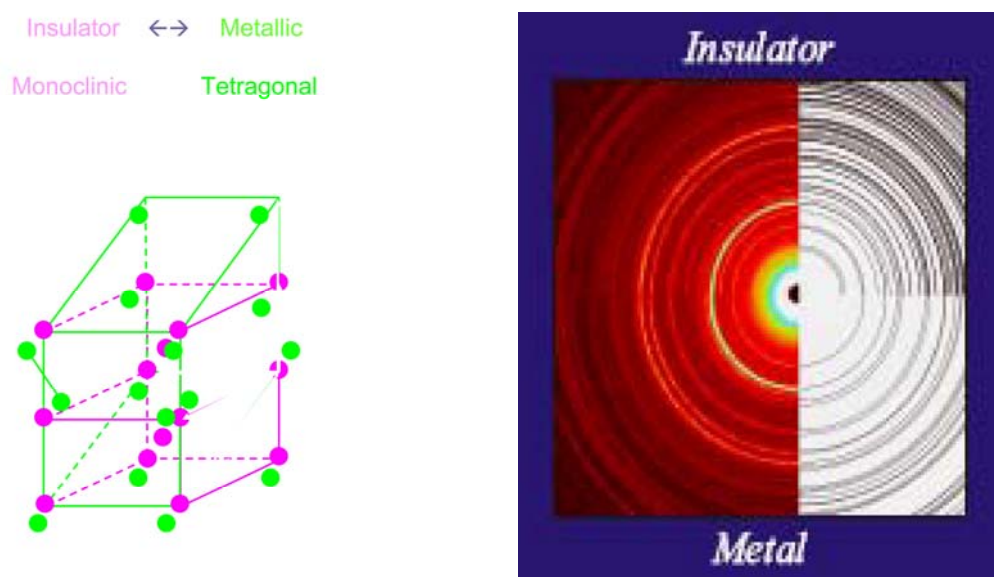 Insulator ←→ Metallic
Monoclinic Tetragonal
Insulator
Metal